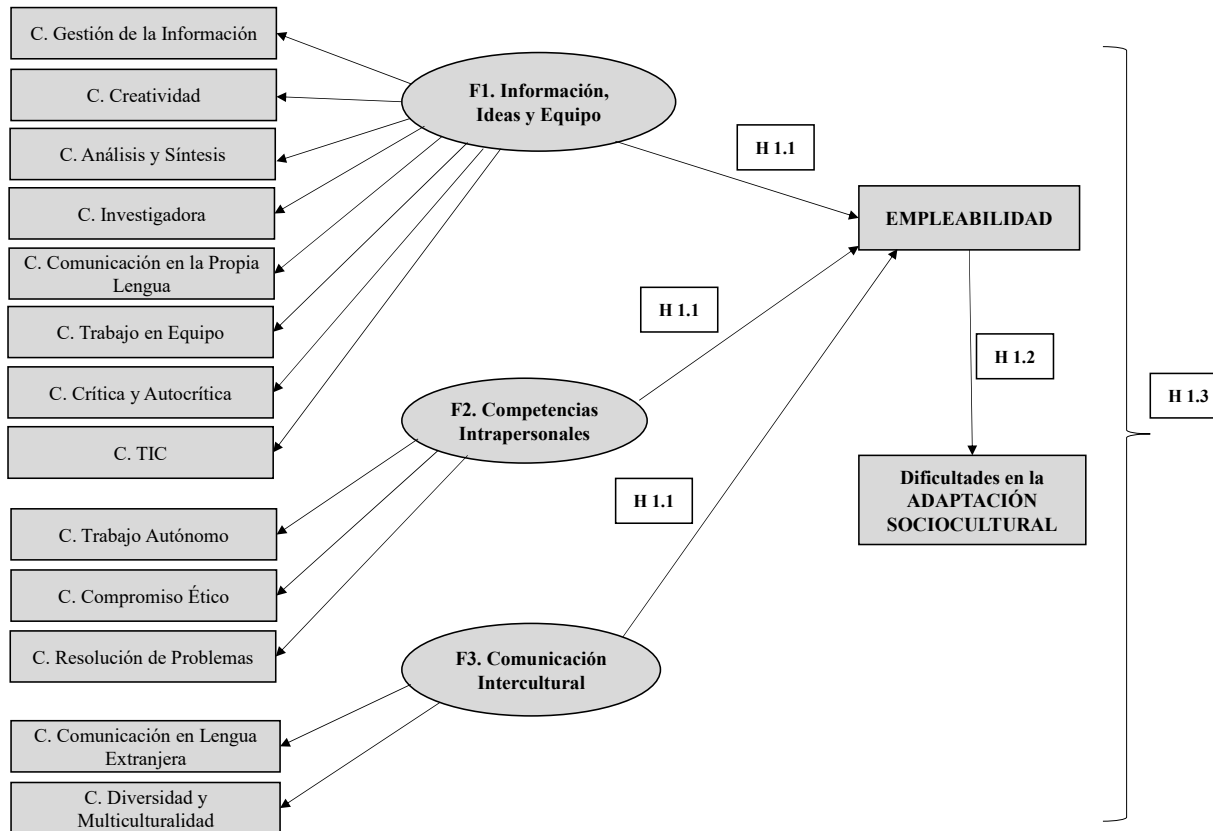 C. Gestión de la Información
C. Creatividad
C. Análisis y Síntesis
C. Investigadora
C. Comunicación en la Propia
Lengua
C. Trabajo en Equipo
C. Crítica y Autocrítica
C. TIC
C. Trabajo Autónomo
C. Compromiso Ético
C. Resolución de Problemas
C. Comunicación en Lengua
Extranjera
C. Diversidad y
Multiculturalidad
F1. Información,
Ideas y Equipo
F2. Competencias
Intrapersonales
F3. Comunicación
Intercultural
H 1.1
H 1.1
H 1.1
EMPLEABILIDAD
H 1.2
Dificultades en la
ADAPTACIÓN
SOCIOCULTURAL
H 1.3